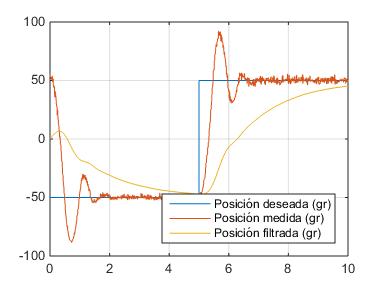 100
50
0
-50
-100
Posición deseada (gr)
Posición medida (gr)
Posición filtrada (gr)
0 2 4 6 8 10